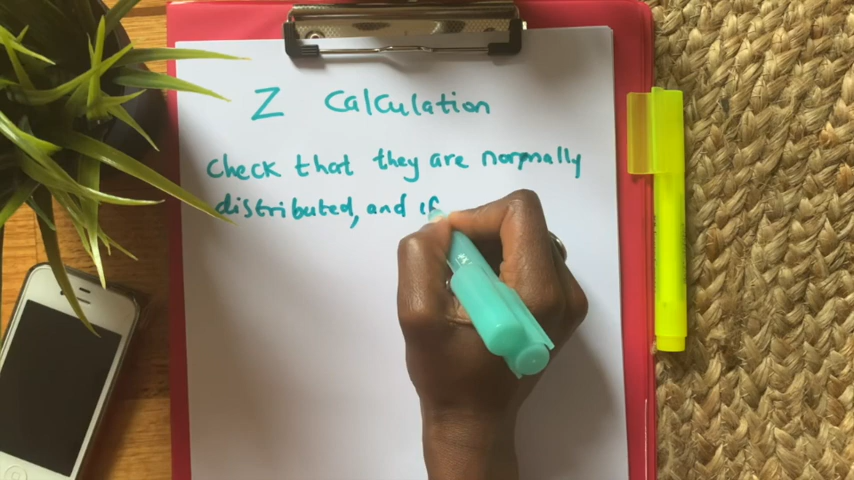 Z Calculation
Check that they are normally
distributed, and if